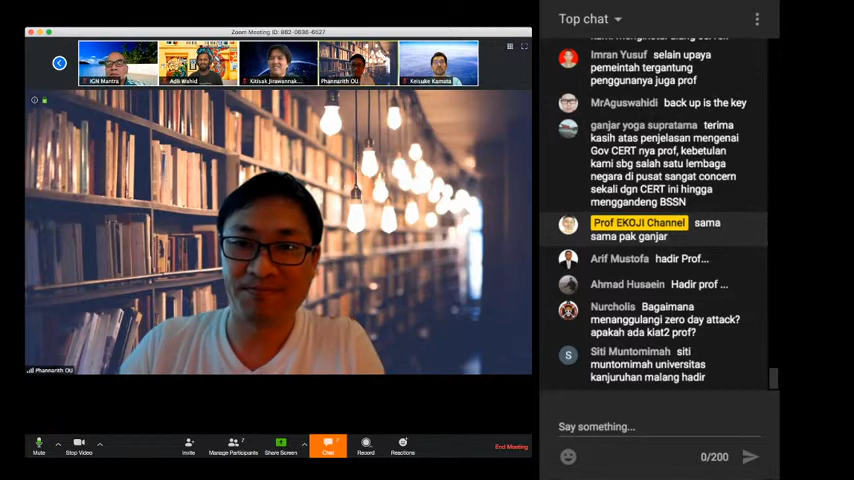 Zoom Meeting ID: 862-0636-6527
IGN Mantra
Adli Wahid
Kitisak Jirawannak...
Phannarith OU
Keisuke Kamata
Phannarith OU
Mute
Stop Video
Invite
7
Manage Participants
Share Screen
Chat
Record
Reactions
End Meeting
Top chat
Imran Yusuf selain upaya
pemeintah tergantung
penggunanya juga prof
MrAguswahidi back up is the key
ganjar yoga supratama terima
kasih atas penjelasan mengenai
Gov CERT nya prof, kebetulan
kami sbg salah satu lembaga
negara di pusat sangat concern
sekali dgn CERT ini hingga
menggandeng BSSN
Prof EKOJI Channel sama
sama pak ganjar
Arif Mustofa hadir Prof...
Ahmad Husaein Hadir prof ...
Nurcholis Bagaimana
menanggulangi zero day attack?
apakah ada kiat2 prof?
S
Siti Muntomimah siti
muntomimah universitas
kanjuruhan malang hadir
Say something...
0/200